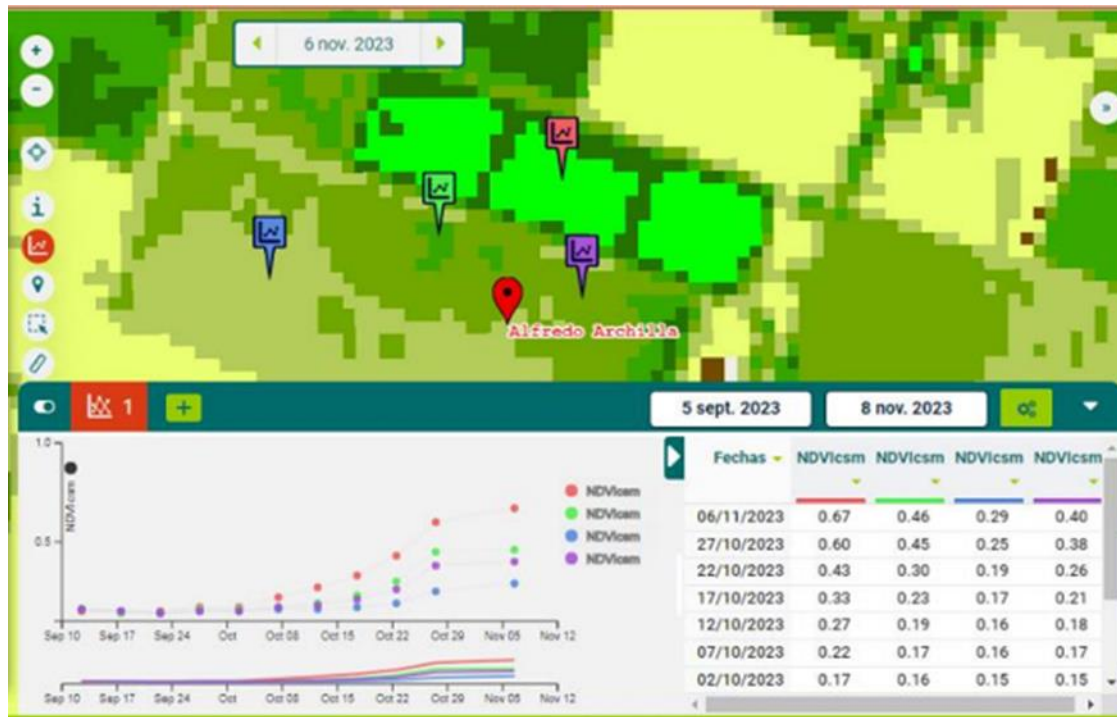 6 nov. 2023
Alfredo Archilla
1
5 sept. 2023
8 nov. 2023
1.0
0.5
NDVIcsm
Sep 10 Sep 17 Sep 24 Oct Oct 08 Oct 15 Oct 22 Oct 29 Nov 05 Nov 12
NDVIcsm
NDVIcsm
NDVIcsm
NDVIcsm
Sep 10 Sep 17 Sep 24 Oct Oct 08 Oct 15 Oct 22 Oct 29 Nov 05 Nov 12
Fechas NDVIcsm NDVIcsm NDVIcsm NDVIcsm
06/11/2023 0.67 0.46 0.29 0.40
27/10/2023 0.60 0.45 0.25 0.38
22/10/2023 0.43 0.30 0.19 0.26
17/10/2023 0.33 0.23 0.17 0.21
12/10/2023 0.27 0.19 0.16 0.18
07/10/2023 0.22 0.17 0.16 0.17
02/10/2023 0.17 0.16 0.15 0.15